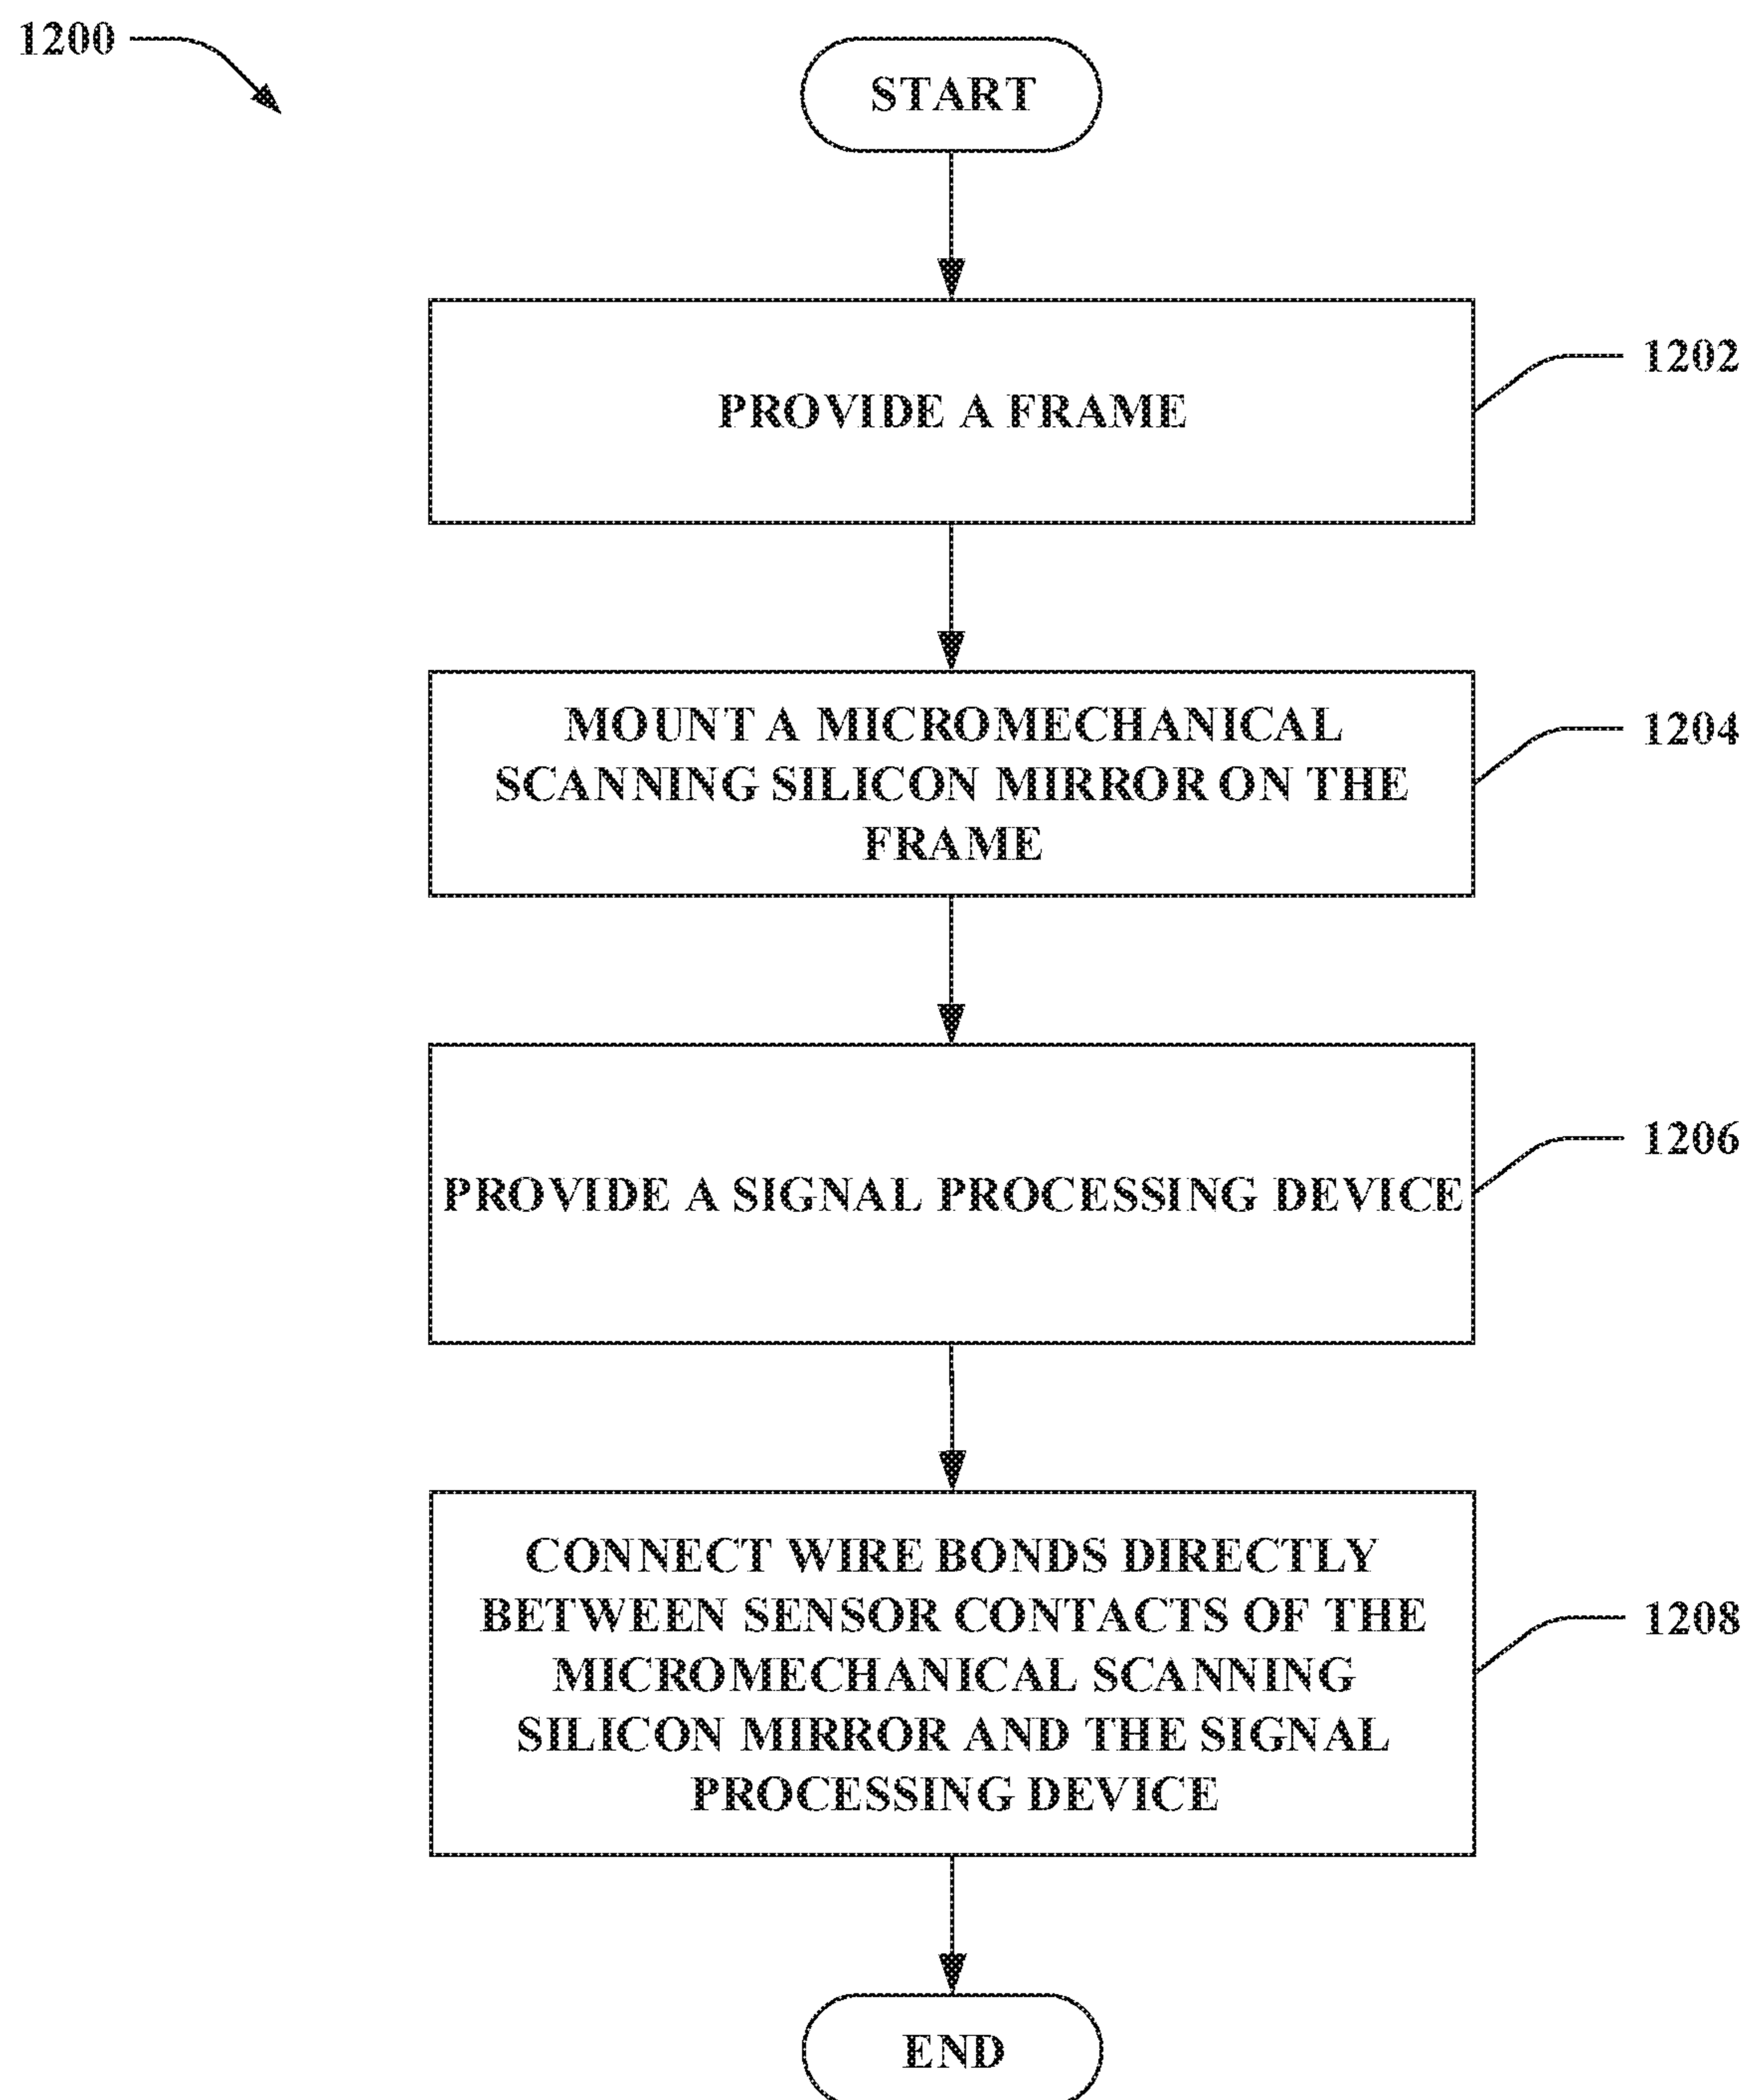 1200
START
PROVIDE A FRAME
1202
MOUNT A MICROMECHANICAL
SCANNING SILICON MIRROR ON THE
FRAME
1204
PROVIDE A SIGNAL PROCESSING DEVICE
1206
CONNECT WIRE BONDS DIRECTLY
BETWEEN SENSOR CONTACTS OF THE
MICROMECHANICAL SCANNING
SILICON MIRROR AND THE SIGNAL
PROCESSING DEVICE
1208
END